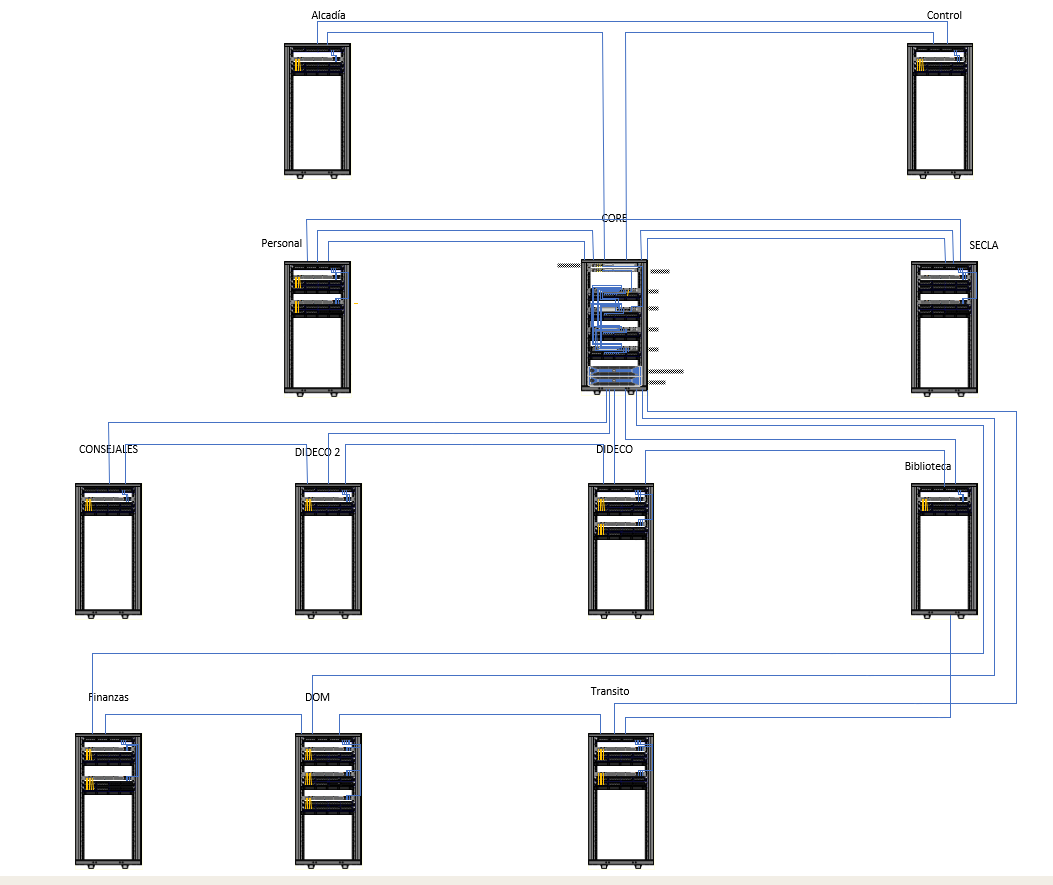 Alcadía
Control
CORE
Personal
SECLA
CONSEJALES
DIDECO 2
DIDECO
Biblioteca
Finanzas
DOM
Transito